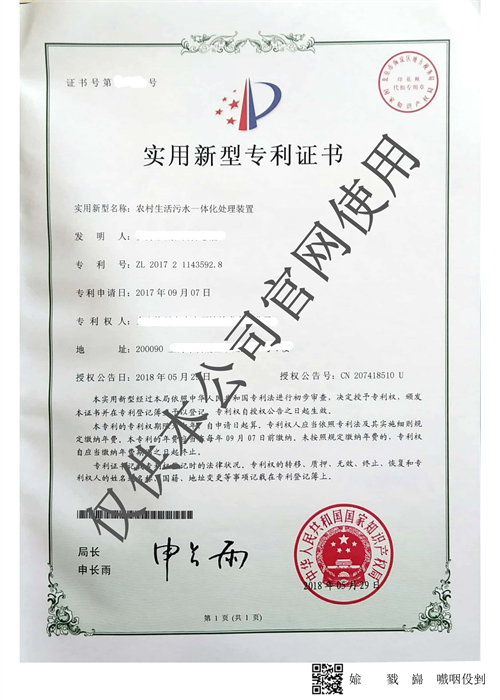 证书号第 号
实用新型专利证书
实用新型名称：农村生活污水一体化处理装置
发 明 人：
专 利 号：ZL 2017 2 1143592.8
专利申请日：2017年09月07日
专 利 权 人：
地 址：200090
授权公告日：2018年05月29日 授权公告号：CN 207418510 U
本实用新型经过本局依照中华人民共和国专利法进行初步审查，决定授予专利权，颁发
本证书并在专利登记簿上予以登记。专利权自授权公告之日起生效。
本专利的专利权期限为十年，自申请日起算。专利权人应当依照专利法及其实施细则规
定缴纳年费。本专利的年费应当在每年09月07日前缴纳。未按照规定缴纳年费的，专利权
自应当缴纳年费期满之日起终止。
专利证书记载专利权登记时的法律状况。专利权的转移、质押、无效、终止、恢复和专
利权人的姓名或名称、国籍、地址变更等事项记载在专利登记簿上。
局长
申长雨
申长雨
中华人民共和国国家知识产权局
2018年05月29日
第 1 页 (共 1 页)
仅供本公司官网使用
印花税
代扣专用章